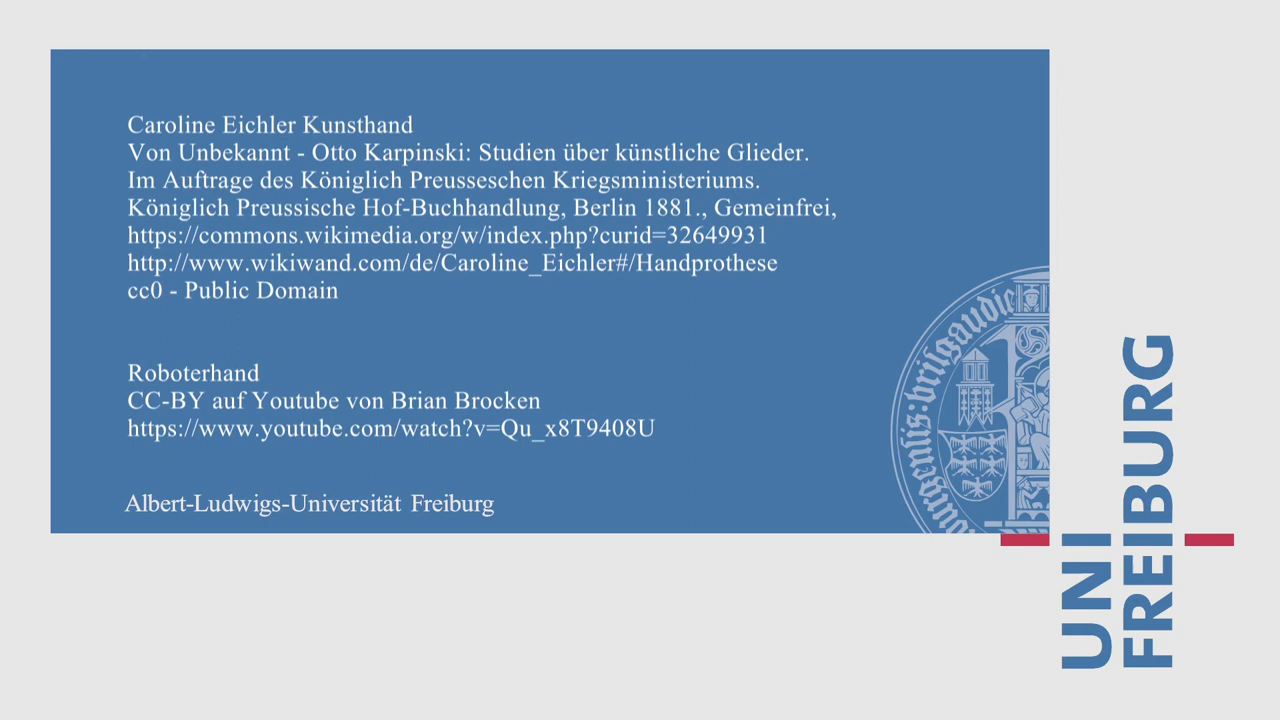 Caroline Eichler Kunsthand
Von Unbekannt - Otto Karpinski: Studien über künstliche Glieder.
Im Auftrage des Königlich Preusseschen Kriegsministeriums.
Königlich Preussische Hof-Buchhandlung, Berlin 1881., Gemeinfrei,
https://commons.wikimedia.org/w/index.php?curid=32649931
http://www.wikiwand.com/de/Caroline_Eichler#/Handprothese
cc0 - Public Domain
Roboterhand
CC-BY auf Youtube von Brian Brocken
https://www.youtube.com/watch?v=Qu_x8T9408U
Albert-Ludwigs-Universität Freiburg
UNI
FREIBURG